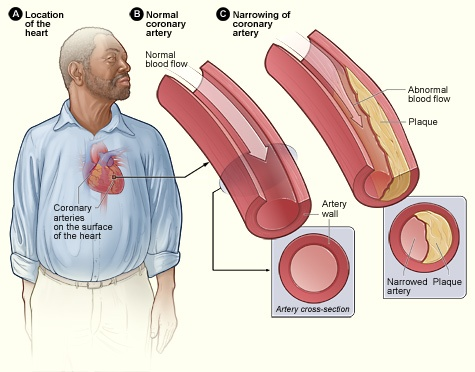 A Location
of the
heart
B Normal
coronary
artery
Normal
blood flow
C Narrowing of
coronary
artery
Abnormal
blood flow
Plaque
Coronary
arteries
on the surface
of the heart
Artery
wall
Artery cross-section
Narrowed
artery
Plaque